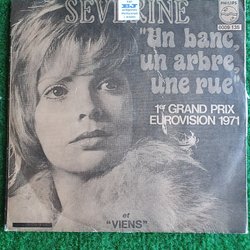 SEVERINE
"Un banc,
un arbre,
une rue"
PHILIPS
1er GRAND PRIX
EUROVISION 1971
et
"VIENS"